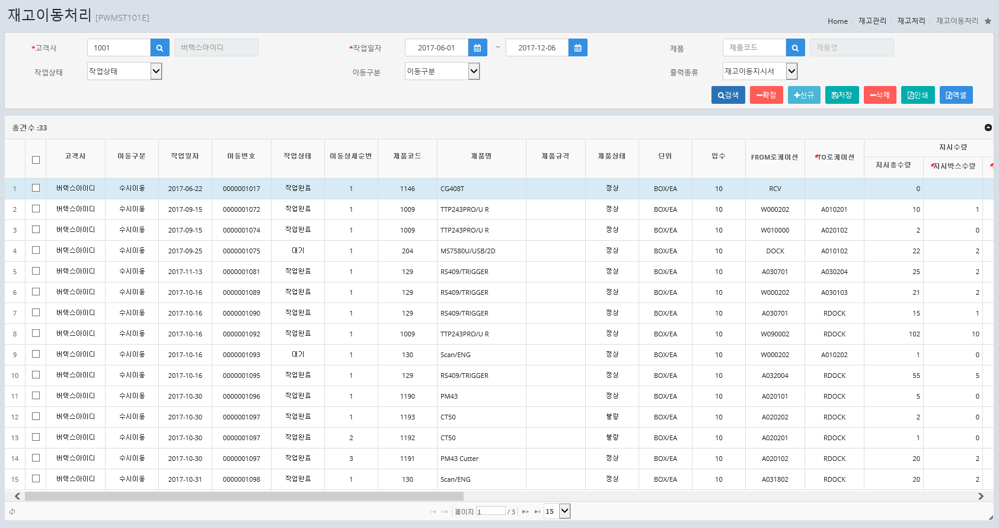 재고이동처리 [PWMST101E]
Home / 재고관리 / 재고처리 / 재고이동처리
*고객사 1001 버텍스아이디 *작업일자 2017-06-01 ~ 2017-12-06 제품 제품코드 제품명
작업상태 작업상태 이동구분 이동구분 출력종류 재고이동지시서
검색 확정 신규 저장 삭제 인쇄 엑셀
총건수 :33
고객사 이동구분 작업일자 이동번호 작업상태 이동상세순번 제품코드 제품명 제품규격 제품상태 단위 입수 FROM로케이션 *TO로케이션 지시수량
지시총수량 *지시박스수량 *
1 버텍스아이디 수시이동 2017-06-22 0000001017 작업완료 1 1146 CG408T 정상 BOX/EA 10 RCV 0
2 버텍스아이디 수시이동 2017-09-15 0000001072 작업완료 1 1009 TTP243PRO/U R 정상 BOX/EA 10 W000202 A010201 10 1
3 버텍스아이디 수시이동 2017-09-15 0000001074 작업완료 1 1009 TTP243PRO/U R 정상 BOX/EA 10 W010000 A020102 2 0
4 버텍스아이디 수시이동 2017-09-25 0000001075 대기 1 204 MS7580U/USB/2D 정상 BOX/EA 10 DOCK A010102 22 2
5 버텍스아이디 수시이동 2017-11-13 0000001081 작업완료 1 129 RS409/TRIGGER 정상 BOX/EA 10 A030701 A030204 25 2
6 버텍스아이디 수시이동 2017-10-16 0000001089 작업완료 1 129 RS409/TRIGGER 정상 BOX/EA 10 W000202 A030103 21 2
7 버텍스아이디 수시이동 2017-10-16 0000001090 작업완료 1 129 RS409/TRIGGER 정상 BOX/EA 10 A030701 RDOCK 15 1
8 버텍스아이디 수시이동 2017-10-16 0000001092 작업완료 1 1009 TTP243PRO/U R 정상 BOX/EA 10 W090002 RDOCK 102 10
9 버텍스아이디 수시이동 2017-10-16 0000001093 대기 1 130 Scan/ENG 정상 BOX/EA 10 W000202 A010202 1 0
10 버텍스아이디 수시이동 2017-10-16 0000001095 작업완료 1 129 RS409/TRIGGER 정상 BOX/EA 10 A032004 RDOCK 55 5
11 버텍스아이디 수시이동 2017-10-30 0000001096 작업완료 1 1190 PM43 정상 BOX/EA 10 A020101 RDOCK 5 0
12 버텍스아이디 수시이동 2017-10-30 0000001097 작업완료 1 1193 CT50 불량 BOX/EA 10 A020202 RDOCK 2 0
13 버텍스아이디 수시이동 2017-10-30 0000001097 작업완료 2 1192 CT50 불량 BOX/EA 10 A020201 RDOCK 1 0
14 버텍스아이디 수시이동 2017-10-30 0000001097 작업완료 3 1191 PM43 Cutter 정상 BOX/EA 10 A020102 RDOCK 20 2
15 버텍스아이디 수시이동 2017-10-31 0000001098 작업완료 1 130 Scan/ENG 정상 BOX/EA 10 A031802 RDOCK 20 2
페이지 1 / 3 15